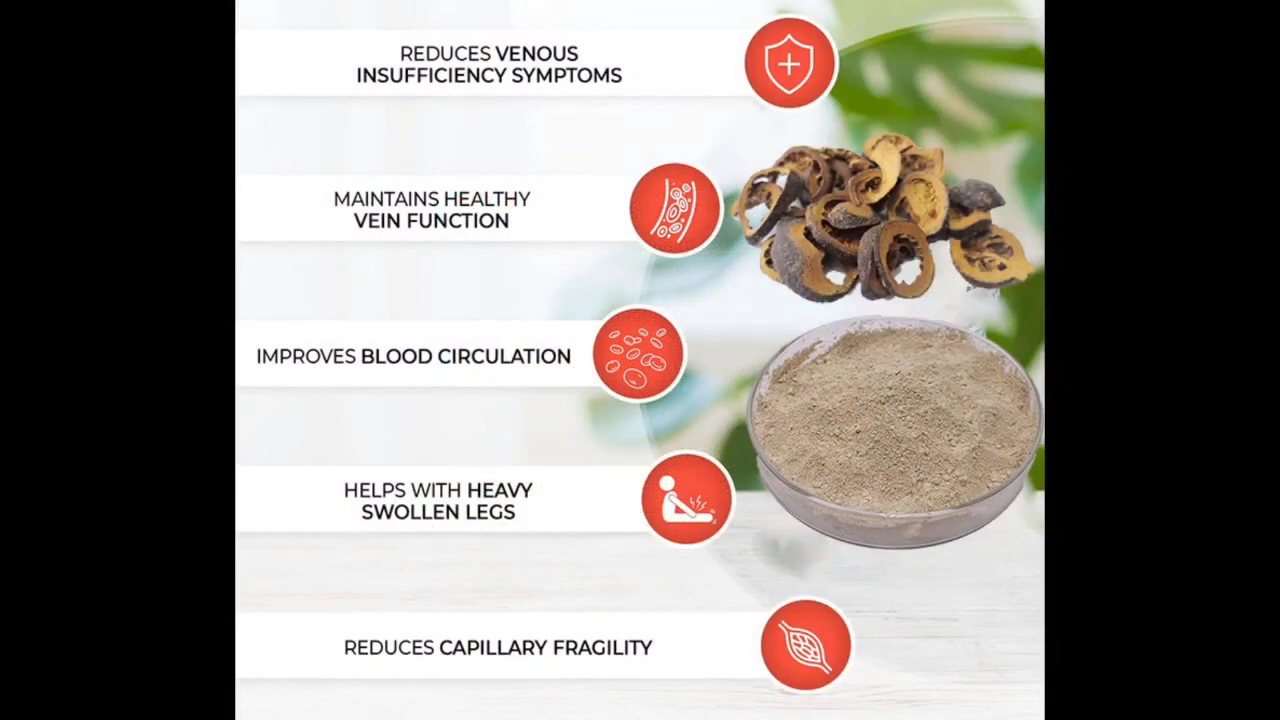 REDUCES VENOUS
INSUFFICIENCY SYMPTOMS
MAINTAINS HEALTHY
VEIN FUNCTION
IMPROVES BLOOD CIRCULATION
HELPS WITH HEAVY
SWOLLEN LEGS
REDUCES CAPILLARY FRAGILITY